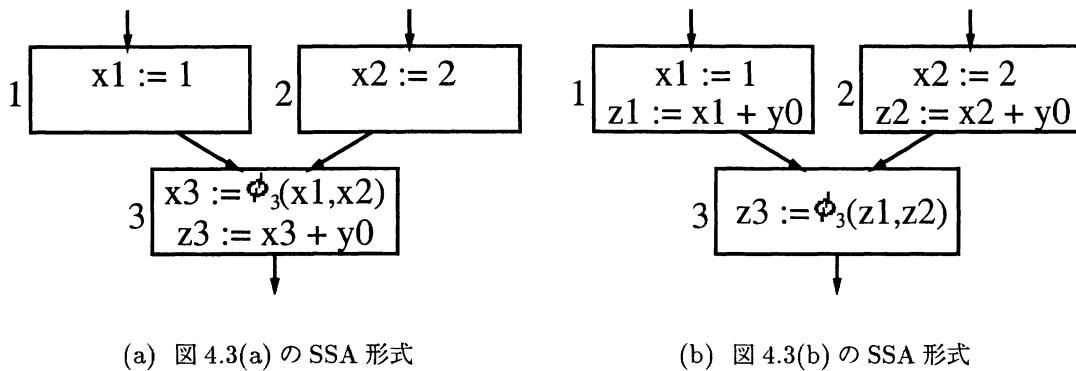 1
x1 := 1
2
x2 := 2
3
x3 := ϕ₃(x1,x2)
z3 := x3 + y0
(a) 図 4.3(a) の SSA 形式
1
x1 := 1
z1 := x1 + y0
2
x2 := 2
z2 := x2 + y0
3
z3 := ϕ₃(z1,z2)
(b) 図 4.3(b) の SSA 形式